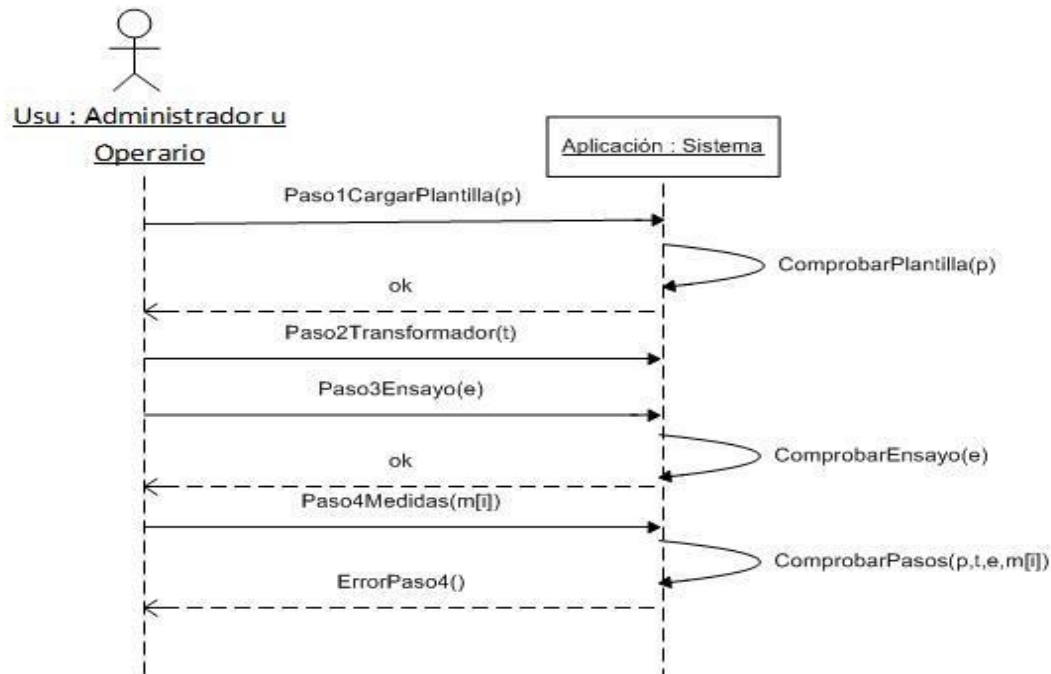 Usu : Administrador u
Operario
Aplicación : Sistema
Paso1CargarPlantilla(p)
ComprobarPlantilla(p)
ok
Paso2Transformador(t)
Paso3Ensayo(e)
ComprobarEnsayo(e)
ok
Paso4Medidas(m[i])
ComprobarPasos(p,t,e,m[i])
ErrorPaso4()